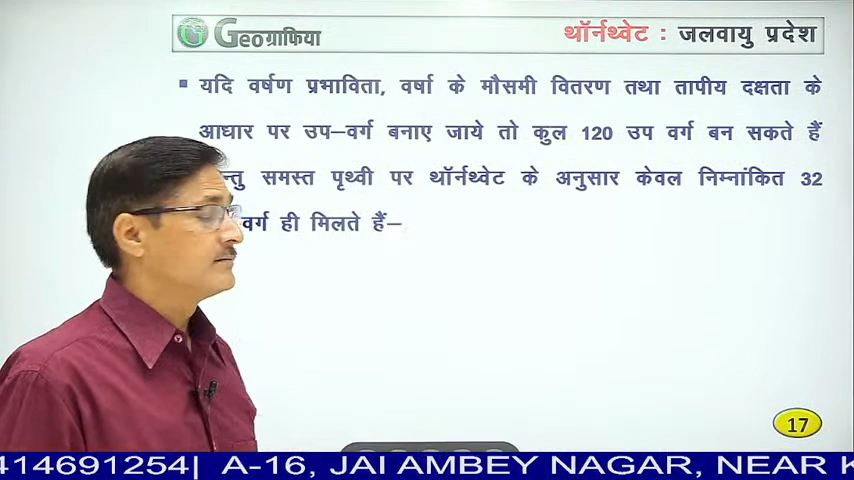 Geoग्राफिया
थॉर्नथ्वेट : जलवायु प्रदेश
▪ यदि वर्षण प्रभाविता, वर्षा के मौसमी वितरण तथा तापीय दक्षता के
आधार पर उप–वर्ग बनाए जाये तो कुल 120 उप वर्ग बन सकते हैं
समस्त पृथ्वी पर थॉर्नथ्वेट के अनुसार केवल निम्नांकित 32
वर्ग ही मिलते हैं–
17
414691254| A-16, JAI AMBEY NAGAR, NEAR